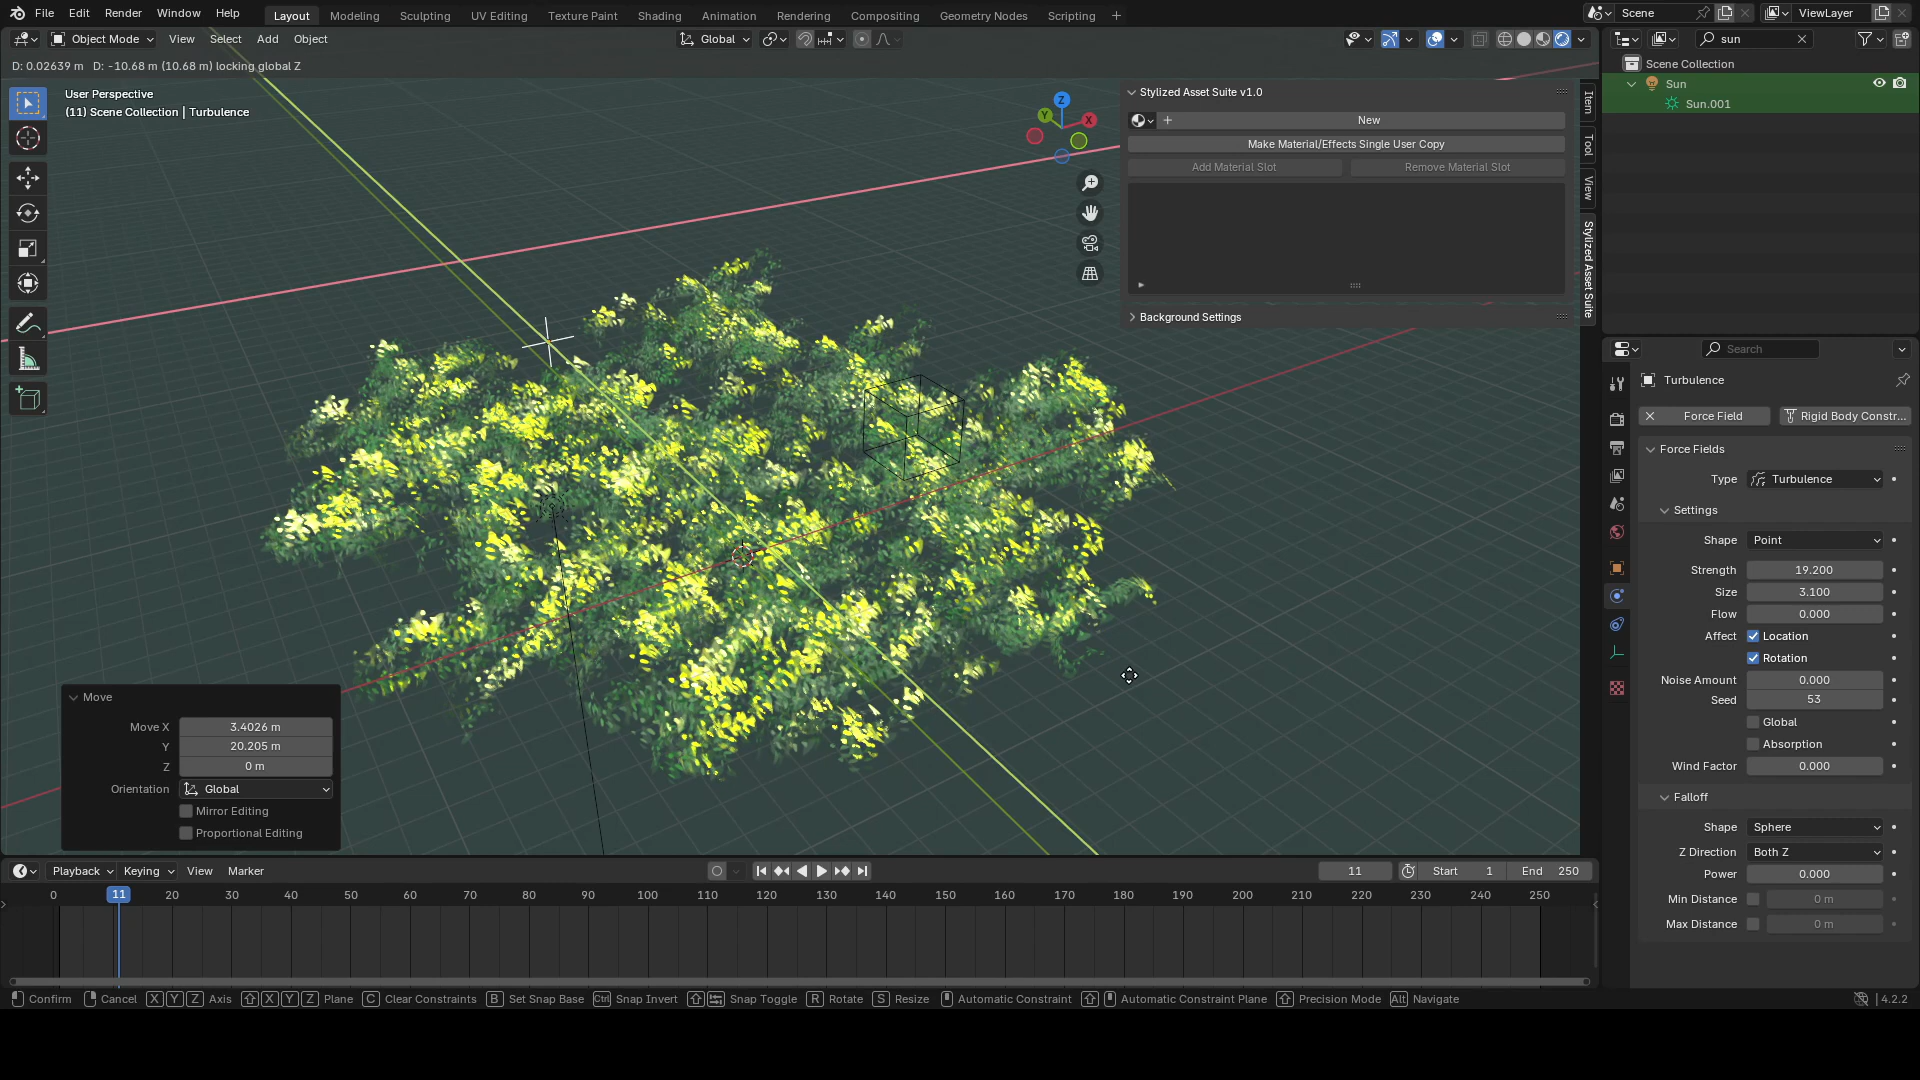 File Edit Render Window Help Layout Modeling Sculpting UV Editing Texture Paint Shading Animation Rendering Compositing Geometry Nodes Scripting + Scene ViewLayer
Object Mode View Select Add Object Global sun
D: 0.02639 m D: -10.68 m (10.68 m) locking global Z
Scene Collection
Sun
Sun.001
User Perspective
(11) Scene Collection | Turbulence
Z
Y
X
Stylized Asset Suite v1.0
+ New
Make Material/Effects Single User Copy
Add Material Slot Remove Material Slot
Background Settings
Item
Tool
View
Stylized Asset Suite
Search
Turbulence
Force Field Rigid Body Constr...
Force Fields
Type Turbulence
Settings
Shape Point
Strength 19.200
Size 3.100
Flow 0.000
Affect Location
Rotation
Noise Amount 0.000
Seed 53
Global
Absorption
Wind Factor 0.000
Falloff
Shape Sphere
Z Direction Both Z
Power 0.000
Min Distance 0 m
Max Distance 0 m
Move
Move X 3.4026 m
Y 20.205 m
Z 0 m
Orientation Global
Mirror Editing
Proportional Editing
Playback Keying View Marker 11 Start 1 End 250
0 11 20 30 40 50 60 70 80 90 100 110 120 130 140 150 160 170 180 190 200 210 220 230 240 250
Confirm Cancel X Y Z Axis X Y Z Plane C Clear Constraints B Set Snap Base Ctrl Snap Invert Snap Toggle R Rotate S Resize Automatic Constraint Automatic Constraint Plane Precision Mode Alt Navigate 4.2.2